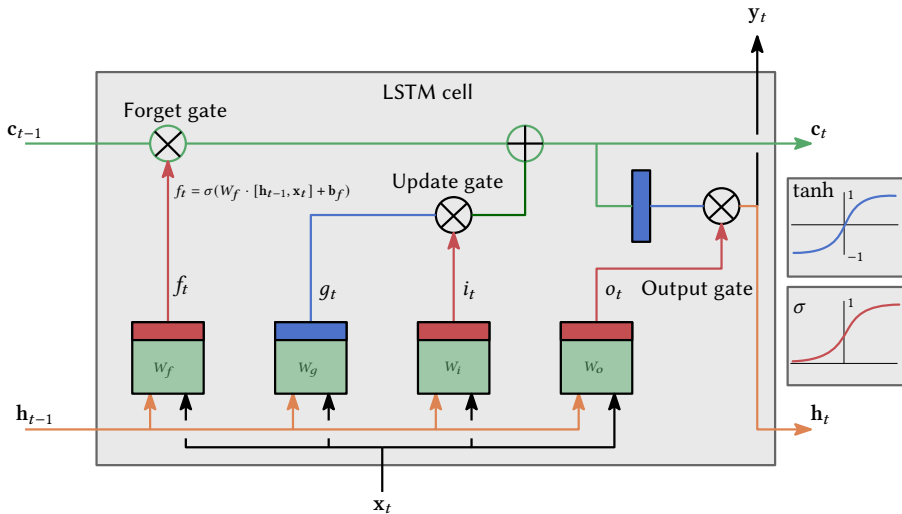 y_t
LSTM cell
Forget gate
c_{t−1}
c_t
f_t = σ(W_f · [h_{t−1}, x_t] + b_f)
Update gate
tanh
1
−1
f_t
g_t
i_t
o_t
Output gate
σ
1
W_f
W_g
W_i
W_o
h_{t−1}
h_t
x_t